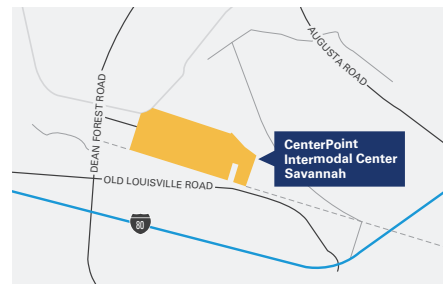 AUGUSTA ROAD
DEAN FOREST ROAD
CenterPoint
Intermodal Center
Savannah
OLD LOUISVILLE ROAD
80